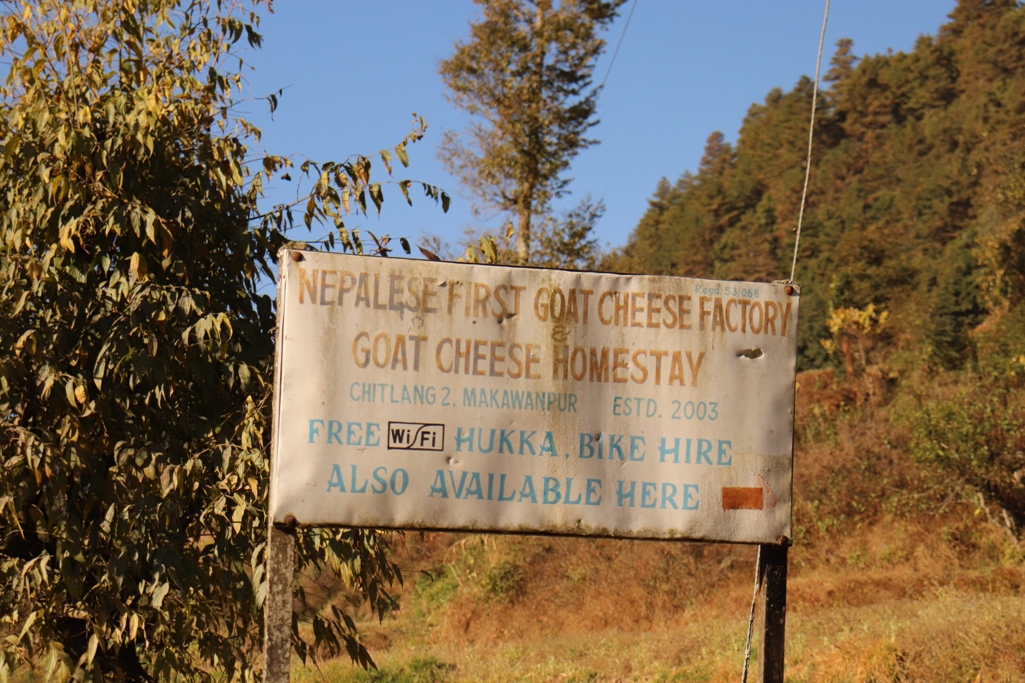 Regd 53/068
NEPALESE FIRST GOAT CHEESE FACTORY
&
GOAT CHEESE HOMESTAY
CHITLANG 2, MAKAWANPUR ESTD. 2003
FREE WiFi HUKKA, BIKE HIRE
ALSO AVAILABLE HERE